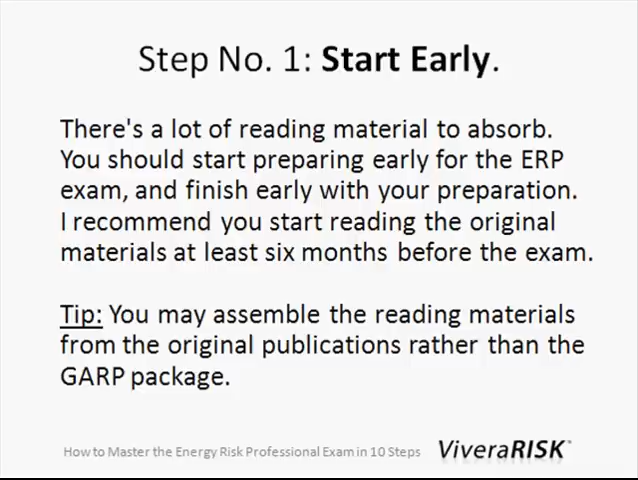 Step No. 1: Start Early.
There's a lot of reading material to absorb.
You should start preparing early for the ERP
exam, and finish early with your preparation.
I recommend you start reading the original
materials at least six months before the exam.
Tip: You may assemble the reading materials
from the original publications rather than the
GARP package.
How to Master the Energy Risk Professional Exam in 10 Steps
ViveraRISK™